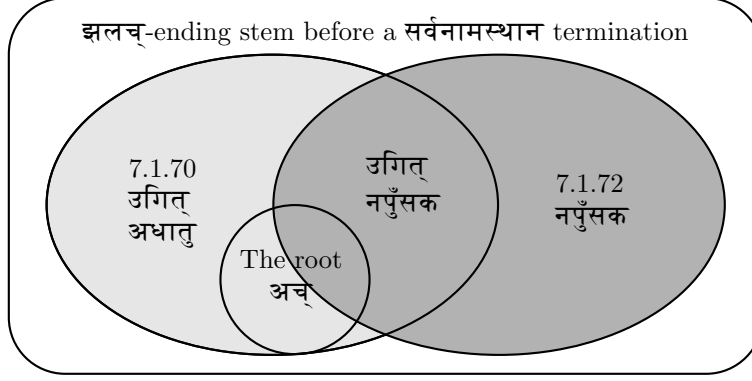 झलच्-ending stem before a सर्वनामस्थान termination
7.1.70
उगित्
अधातु
उगित्
नपुँसक
7.1.72
नपुँसक
The root
अच्